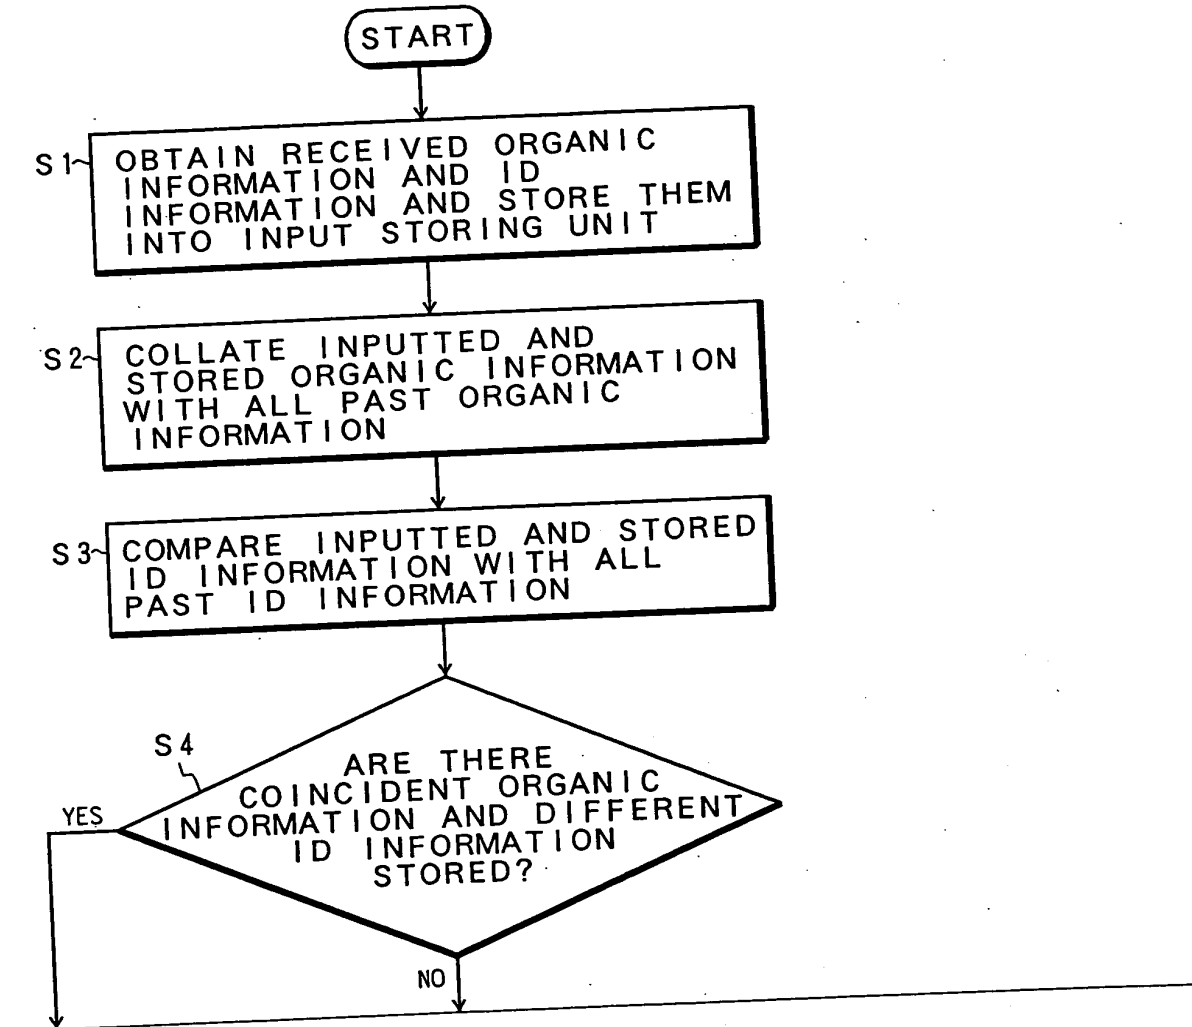 START
S1
OBTAIN RECEIVED ORGANIC
INFORMATION AND ID
INFORMATION AND STORE THEM
INTO INPUT STORING UNIT
S2
COLLATE INPUTTED AND
STORED ORGANIC INFORMATION
WITH ALL PAST ORGANIC
INFORMATION
S3
COMPARE INPUTTED AND STORED
ID INFORMATION WITH ALL
PAST ID INFORMATION
S4
ARE THERE
COINCIDENT ORGANIC
INFORMATION AND DIFFERENT
ID INFORMATION
STORED?
YES
NO